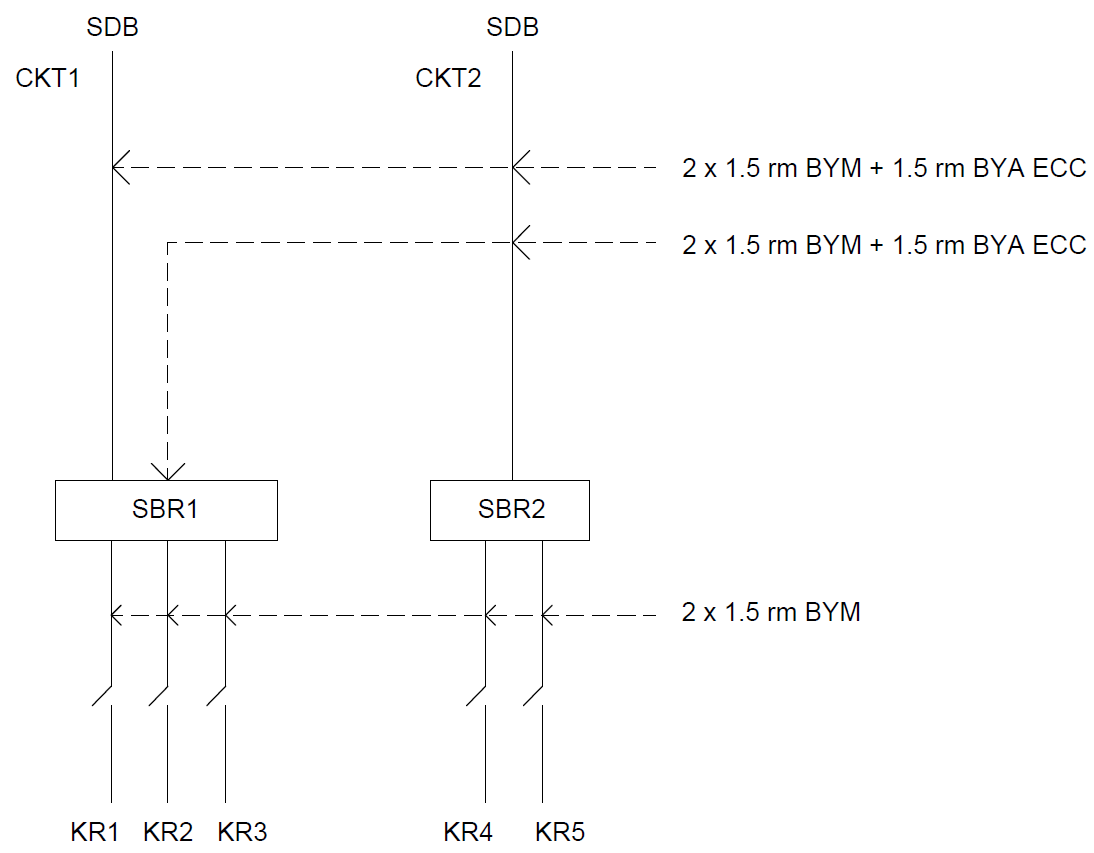 SDB
SDB
CKT1
CKT2
2 x 1.5 rm BYM + 1.5 rm BYA ECC
2 x 1.5 rm BYM + 1.5 rm BYA ECC
SBR1
SBR2
2 x 1.5 rm BYM
KR1 KR2 KR3
KR4 KR5